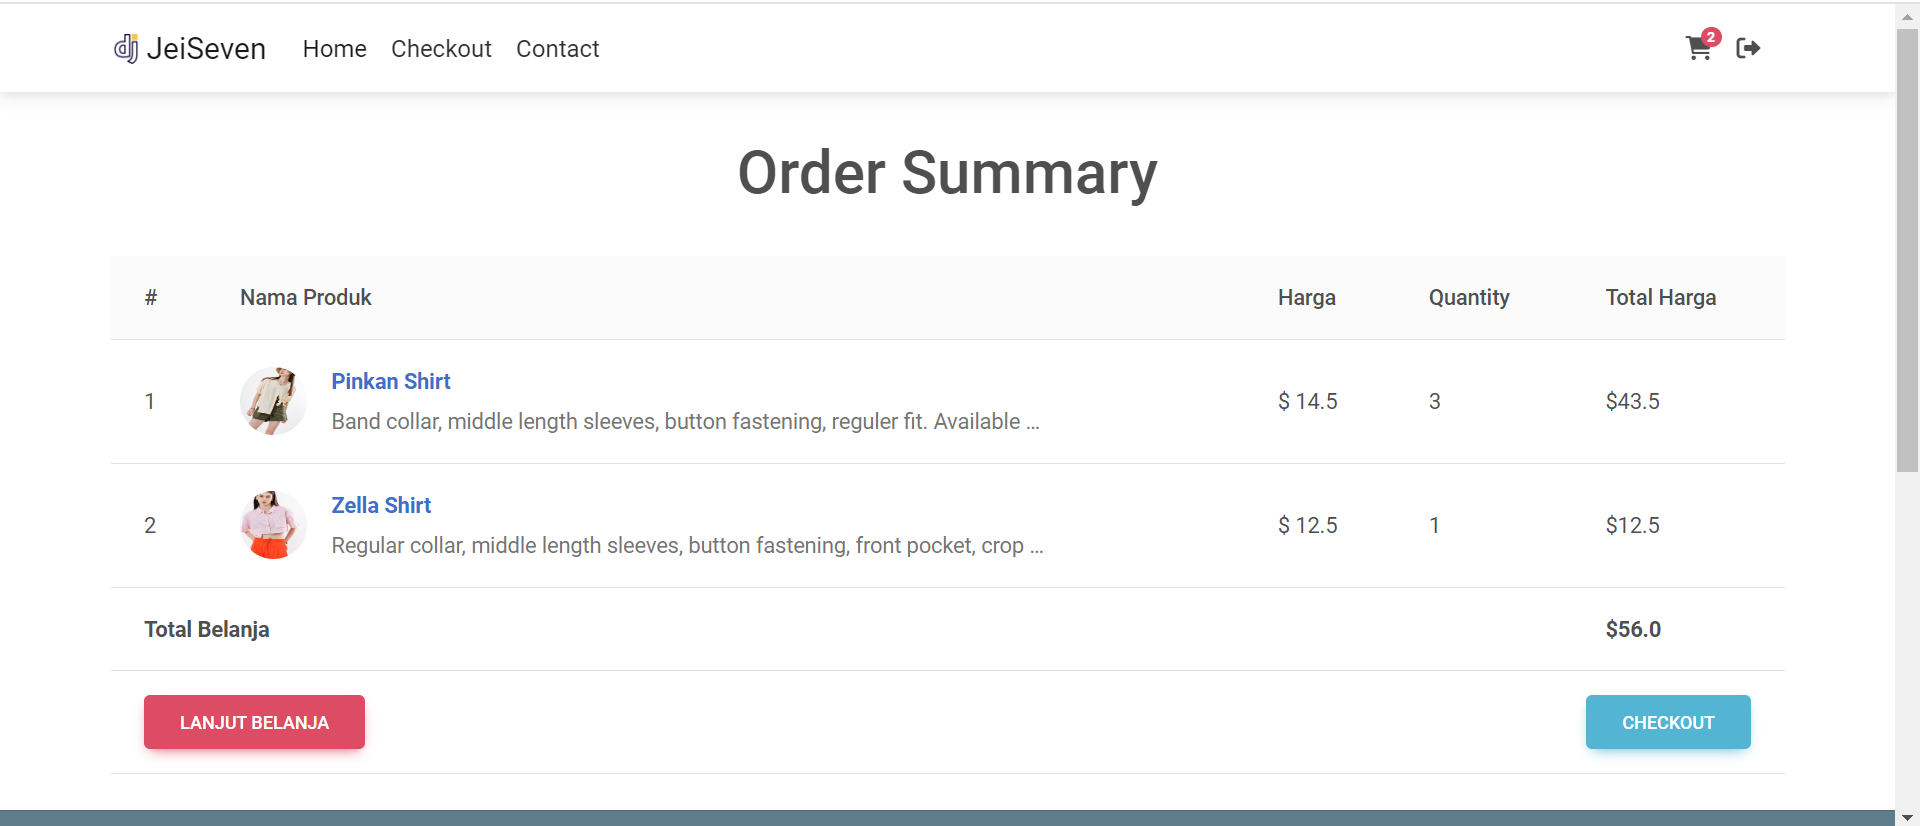 dj JeiSeven Home Checkout Contact 2
Order Summary
# Nama Produk Harga Quantity Total Harga
1 Pinkan Shirt $ 14.5 3 $43.5
Band collar, middle length sleeves, button fastening, reguler fit. Available ...
2 Zella Shirt $ 12.5 1 $12.5
Regular collar, middle length sleeves, button fastening, front pocket, crop ...
Total Belanja $56.0
LANJUT BELANJA CHECKOUT